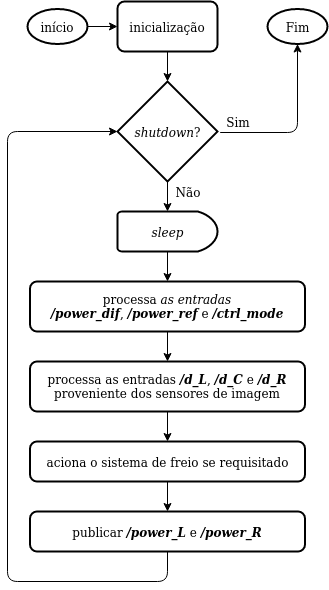 início
inicialização
Fim
shutdown?
Sim
Não
sleep
processa as entradas
/power_dif, /power_ref e /ctrl_mode
processa as entradas /d_L, /d_C e /d_R
proveniente dos sensores de imagem
aciona o sistema de freio se requisitado
publicar /power_L e /power_R